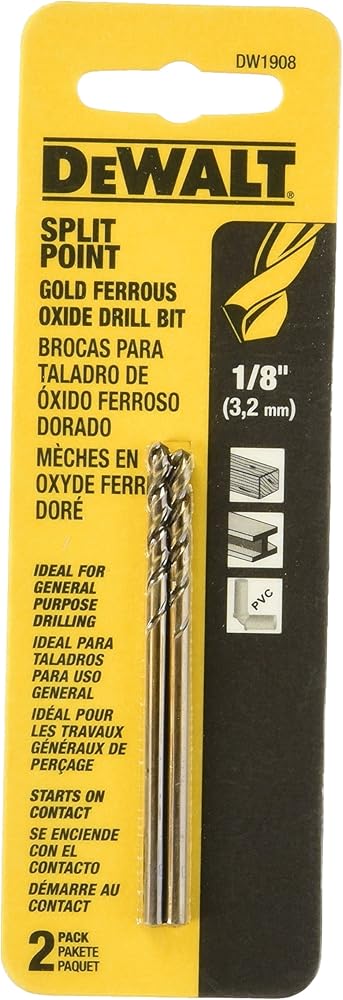 DW1908
DEWALT®
SPLIT
POINT
GOLD FERROUS
OXIDE DRILL BIT
BROCAS PARA
TALADRO DE
ÓXIDO FERROSO
DORADO
MÈCHES EN
OXYDE FERR
DORÉ
1/8"
(3,2 mm)
PVC
IDEAL FOR
GENERAL
PURPOSE
DRILLING
IDEAL PARA
TALADROS
PARA USO
GENERAL
IDÉAL POUR
LES TRAVAUX
GÉNÉRAUX DE
PERÇAGE
STARTS ON
CONTACT
SE ENCIENDE
CON EL
CONTACTO
DÉMARRE AU
CONTACT
2 PACK
PAKETE
PAQUET